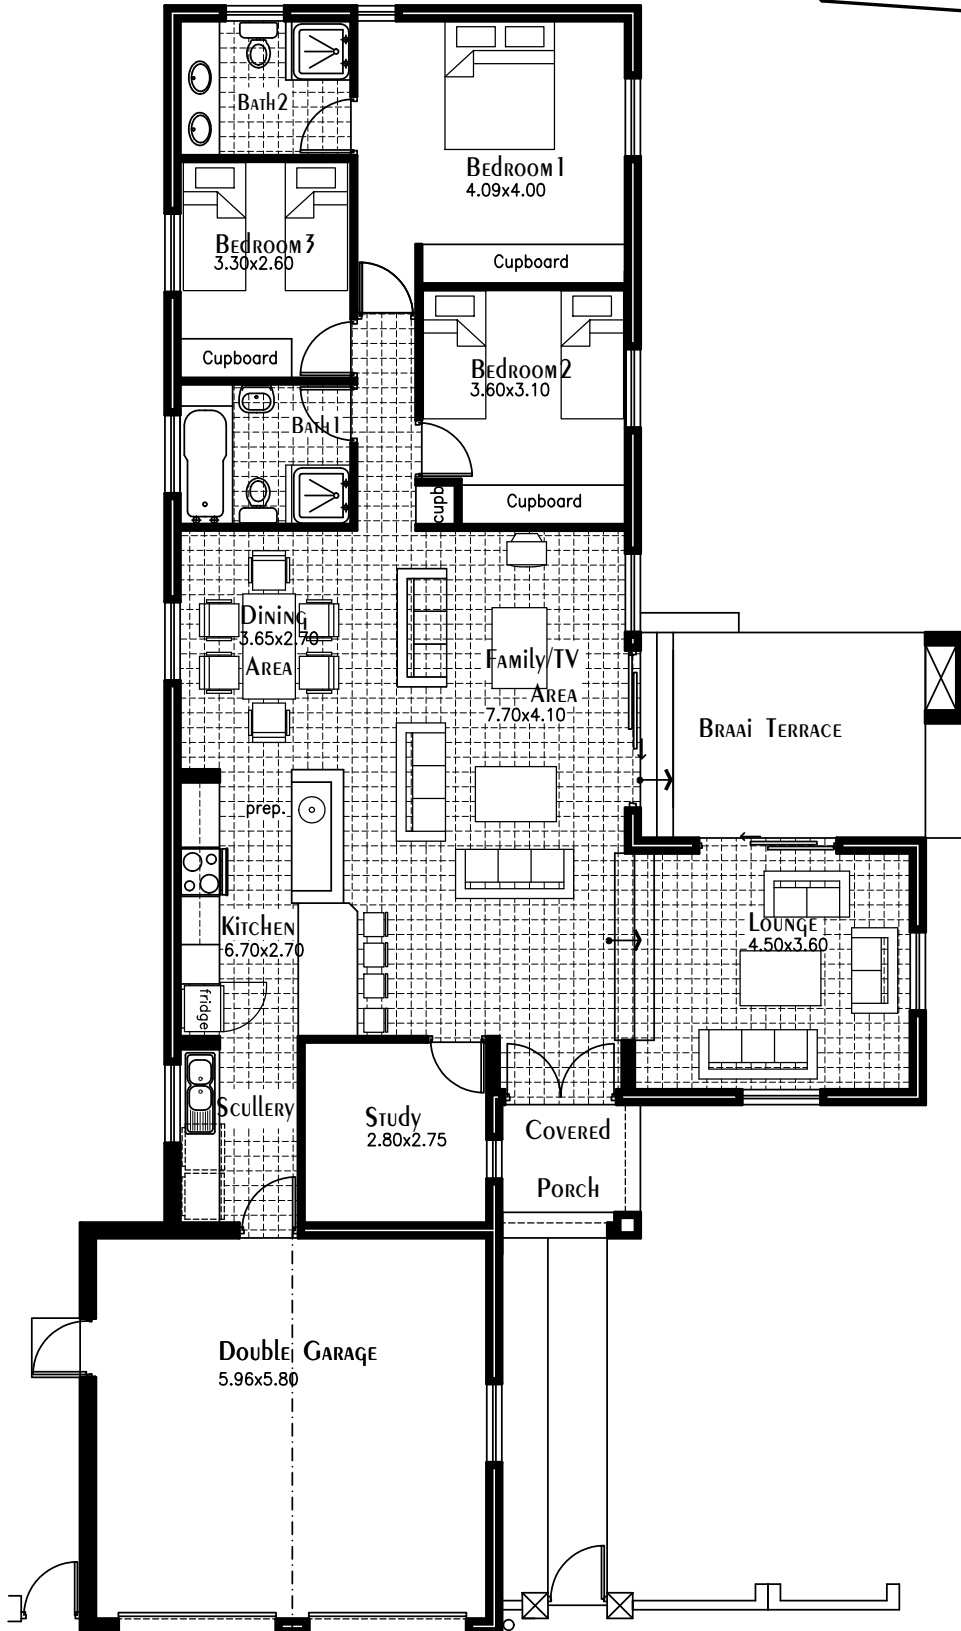 Bath 2
Bedroom 1
4.09x4.00
Bedroom 3
3.30x2.60
Cupboard
Cupboard
Bedroom 2
3.60x3.10
Bath 1
cupb
Cupboard
Dining
3.65x2.70
Area
Family/TV
Area
7.70x4.10
Braai Terrace
prep.
Kitchen
6.70x2.70
Lounge
4.50x3.60
fridge
Scullery
Study
2.80x2.75
Covered
Porch
Double Garage
5.96x5.80